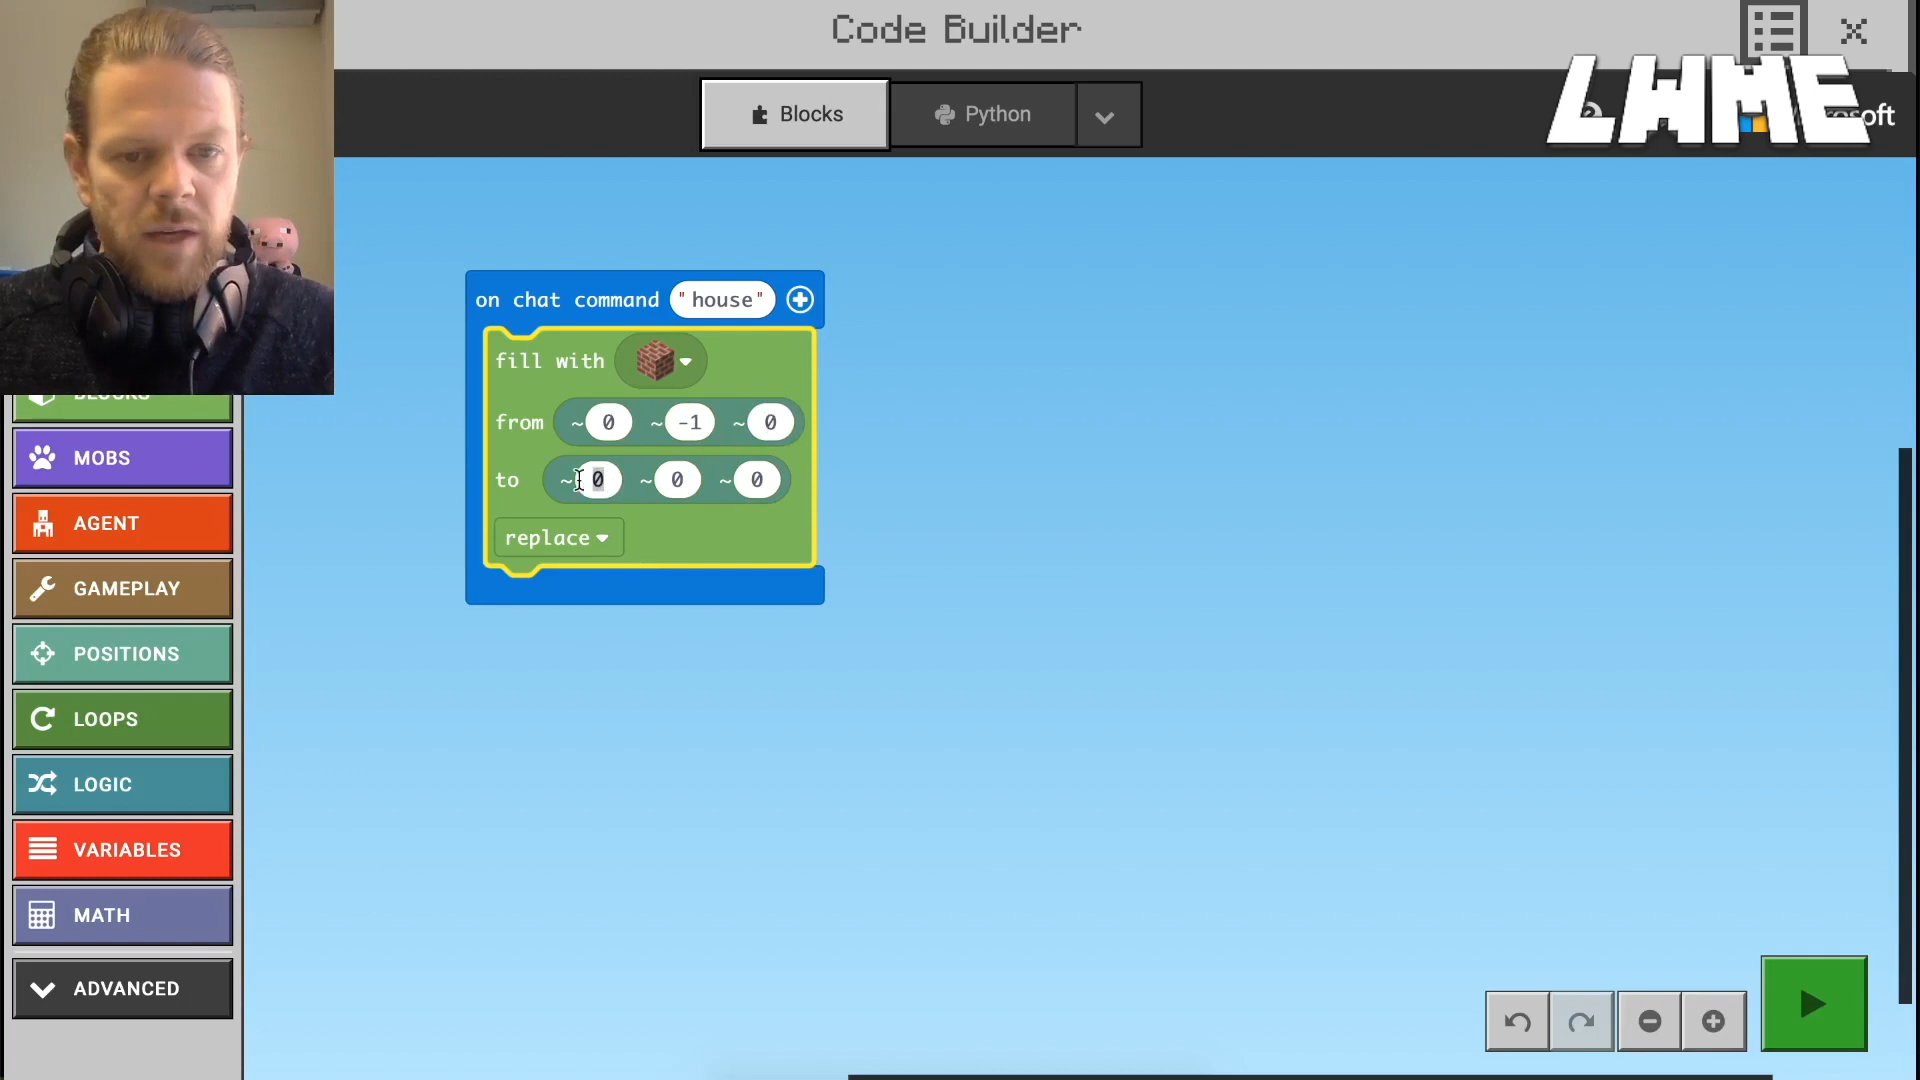 Code Builder
LWME
Blocks
Python
on chat command "house"
fill with
from ~ 0 ~ -1 ~ 0
to ~ 0 ~ 0 ~ 0
replace
MOBS
AGENT
GAMEPLAY
POSITIONS
LOOPS
LOGIC
VARIABLES
MATH
ADVANCED